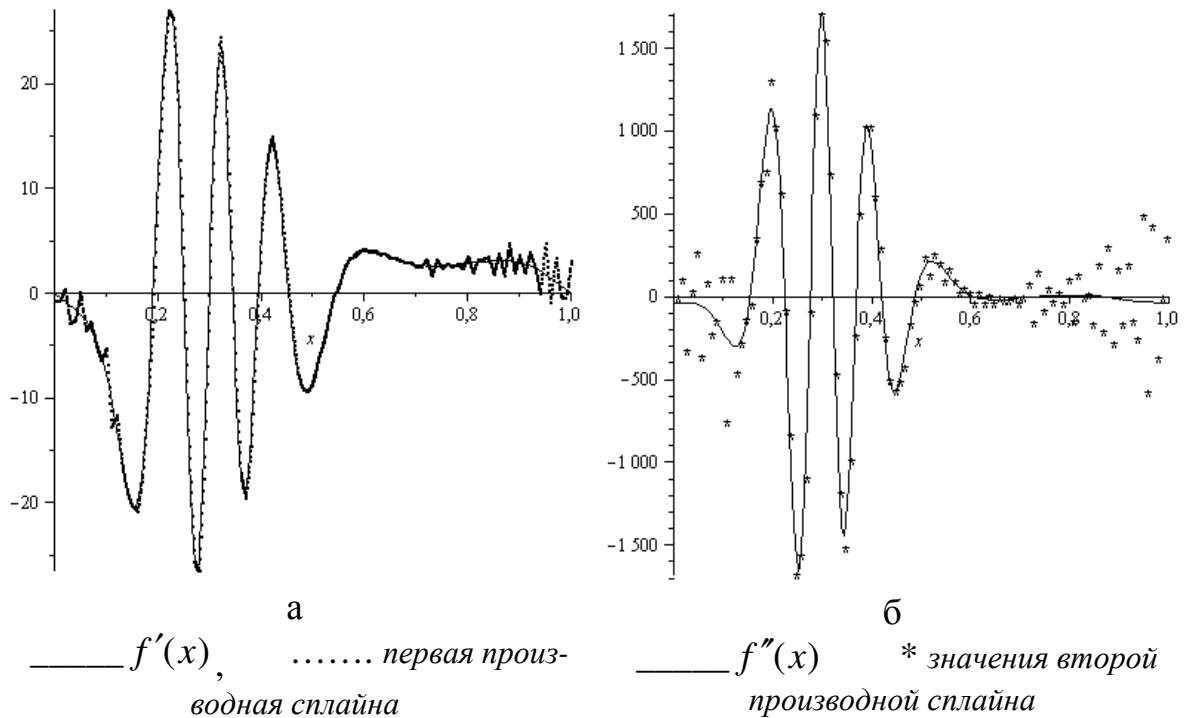 20
10
0
−10
−20
0,2
0,4
0,6
0,8
1,0
x
1 500
1 000
500
0
−500
−1 000
−1 500
0,2
0,4
0,6
0,8
1,0
x
а
б
_____ f′(x), ....... первая произ-
водная сплайна
_____ f″(x) * значения второй
производной сплайна